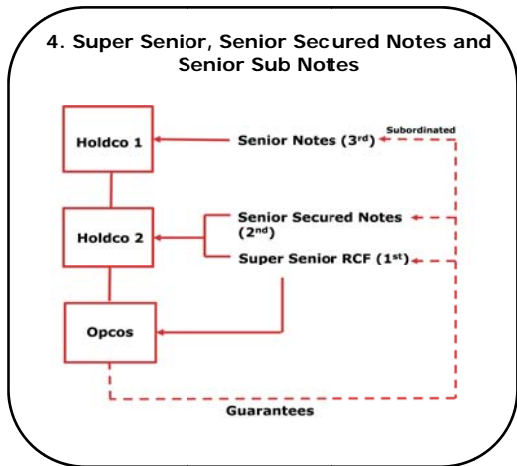 4. Super Senior, Senior Secured Notes and
Senior Sub Notes
Holdco 1
Senior Notes (3rd)
Subordinated
Holdco 2
Senior Secured Notes
(2nd)
Super Senior RCF (1st)
Opcos
Guarantees